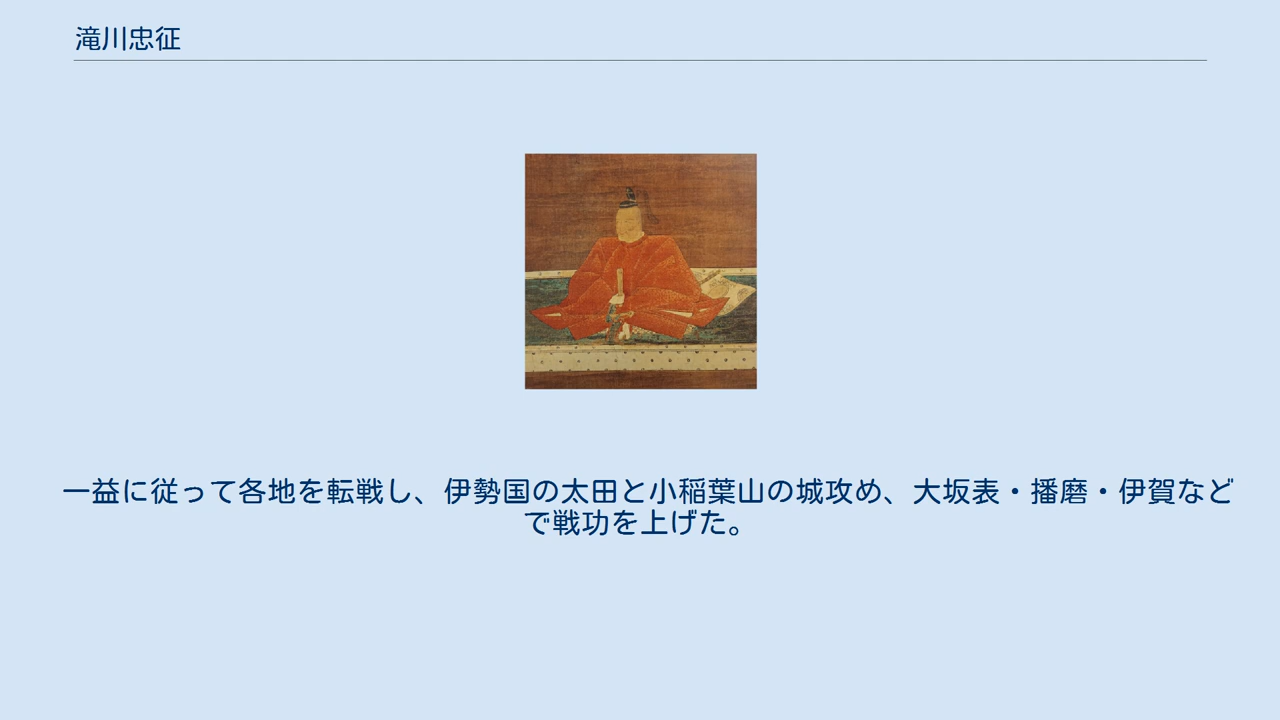 滝川忠征
一益に従って各地を転戦し、伊勢国の太田と小稲葉山の城攻め、大坂表・播磨・伊賀など
で戦功を上げた。